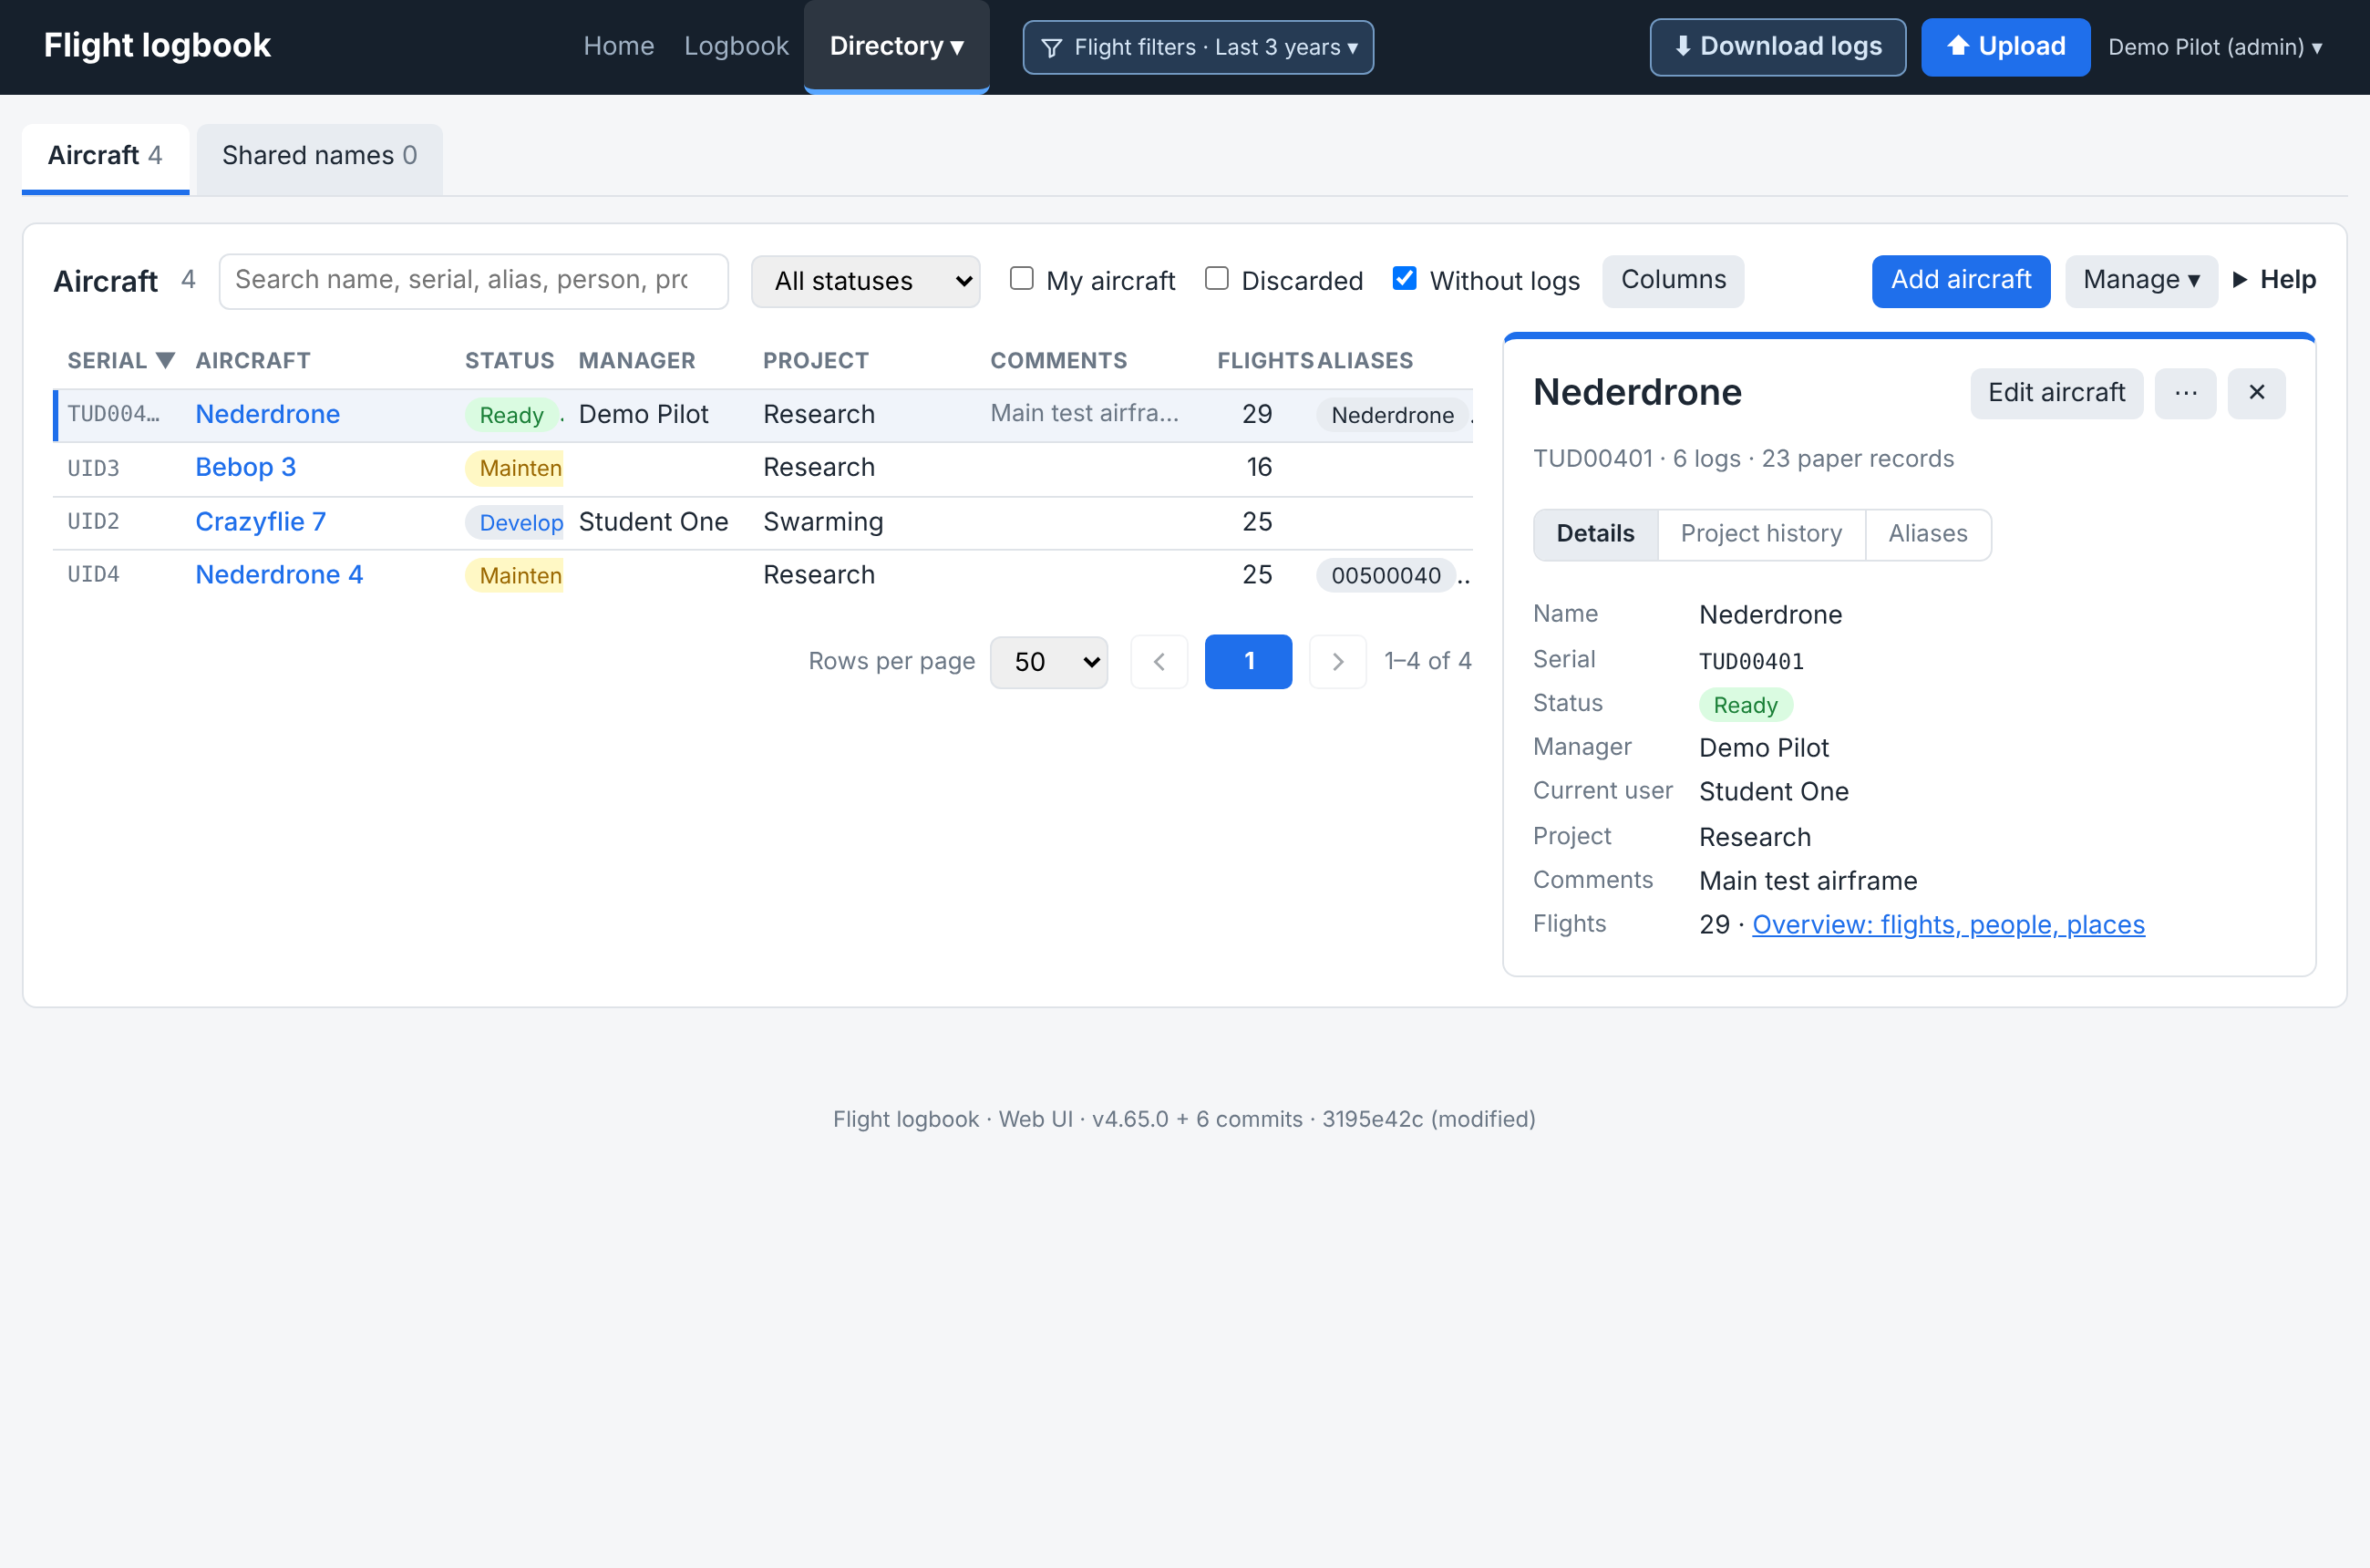 Flight logbook Home Logbook Directory ▾ Flight filters · Last 3 years ▾ ⬇ Download logs ⬆ Upload Demo Pilot (admin) ▾
Aircraft 4 Shared names 0
Aircraft 4 Search name, serial, alias, person, prc All statuses My aircraft Discarded Without logs Columns Add aircraft Manage ▾ ▶ Help
SERIAL ▼ AIRCRAFT STATUS MANAGER PROJECT COMMENTS FLIGHTS ALIASES
TUD004… Nederdrone Ready . Demo Pilot Research Main test airfra… 29 Nederdrone .
UID3 Bebop 3 Mainten Research 16
UID2 Crazyflie 7 Develop Student One Swarming 25
UID4 Nederdrone 4 Mainten Research 25 00500040 ..
Rows per page 50 ‹ 1 › 1–4 of 4
Nederdrone Edit aircraft ⋯ ✕
TUD00401 · 6 logs · 23 paper records
Details Project history Aliases
Name Nederdrone
Serial TUD00401
Status Ready
Manager Demo Pilot
Current user Student One
Project Research
Comments Main test airframe
Flights 29 · Overview: flights, people, places
Flight logbook · Web UI · v4.65.0 + 6 commits · 3195e42c (modified)